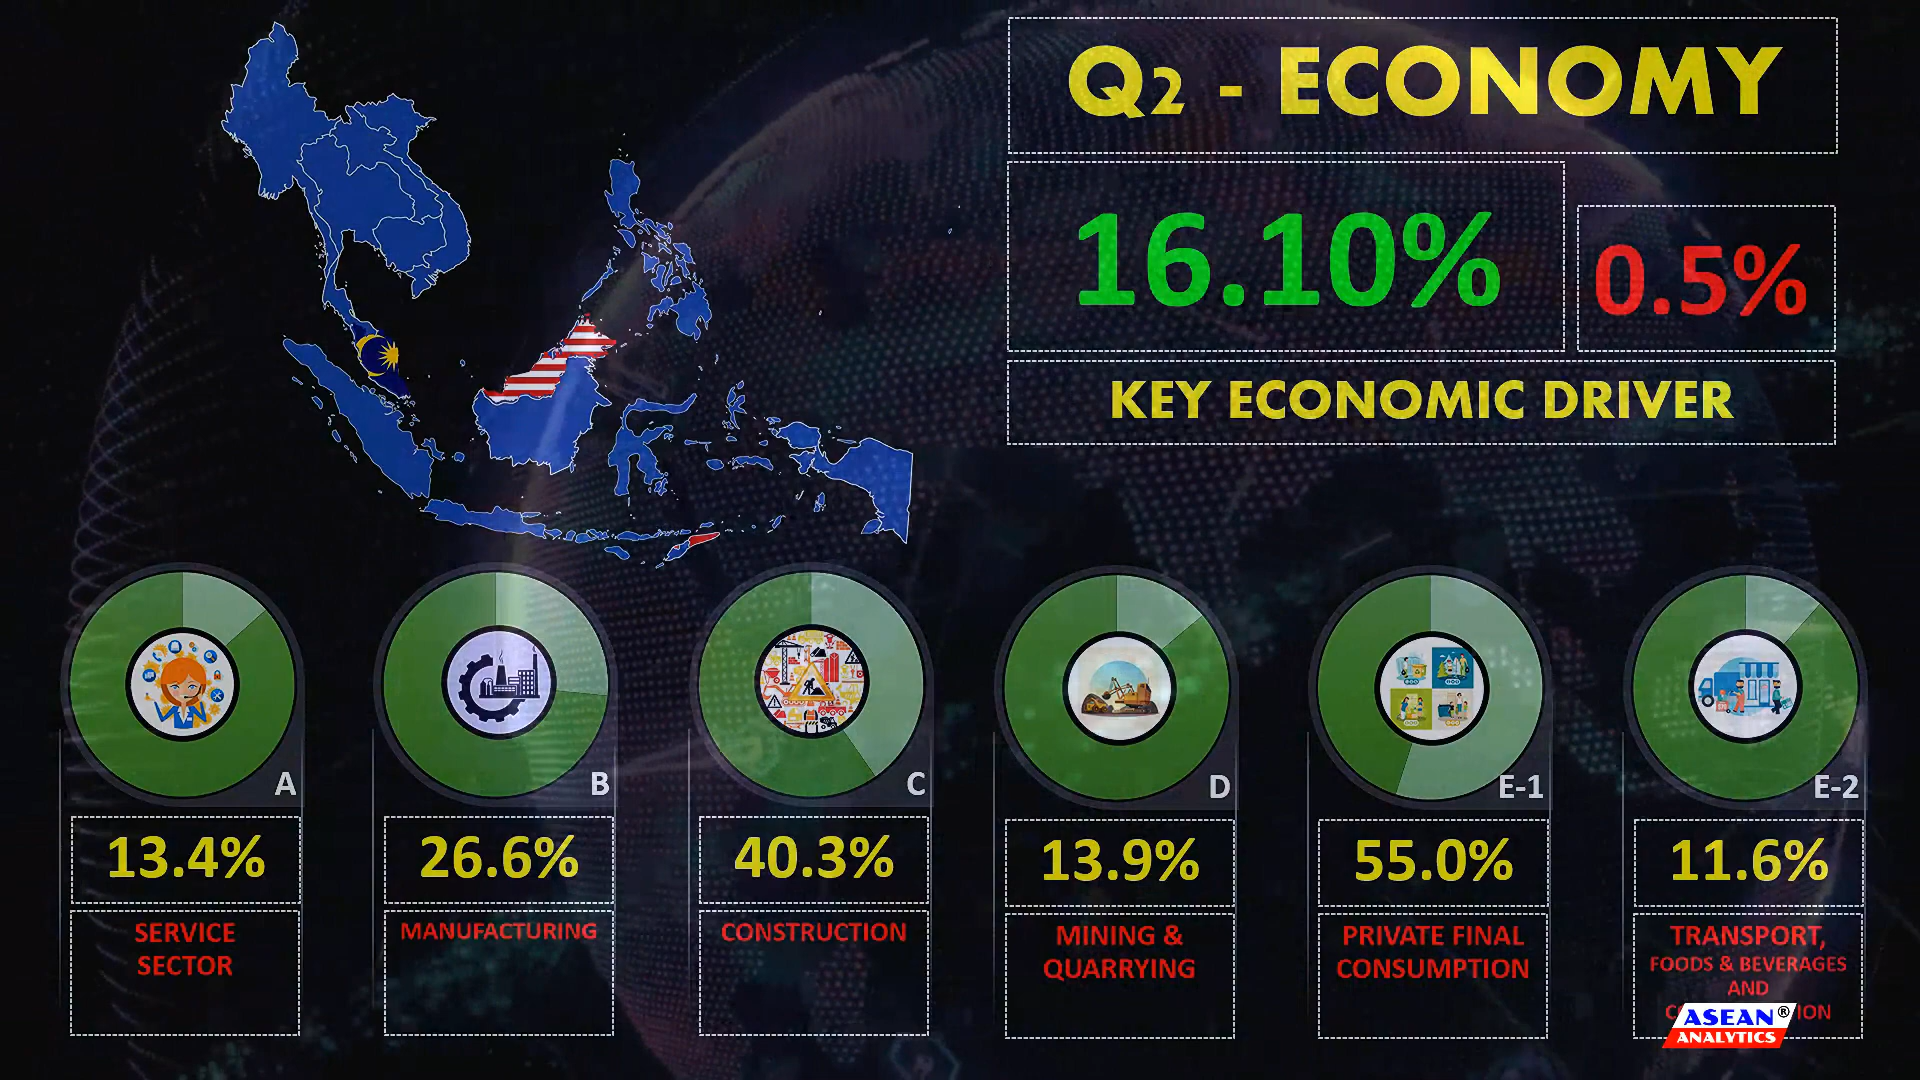 Q2 - ECONOMY
16.10%
0.5%
KEY ECONOMIC DRIVER
A
B
C
D
E-1
E-2
13.4%
26.6%
40.3%
13.9%
55.0%
11.6%
SERVICE
SECTOR
MANUFACTURING
CONSTRUCTION
MINING &
QUARRYING
PRIVATE FINAL
CONSUMPTION
TRANSPORT,
FOODS & BEVERAGES
AND
ASEAN®
ANALYTICS